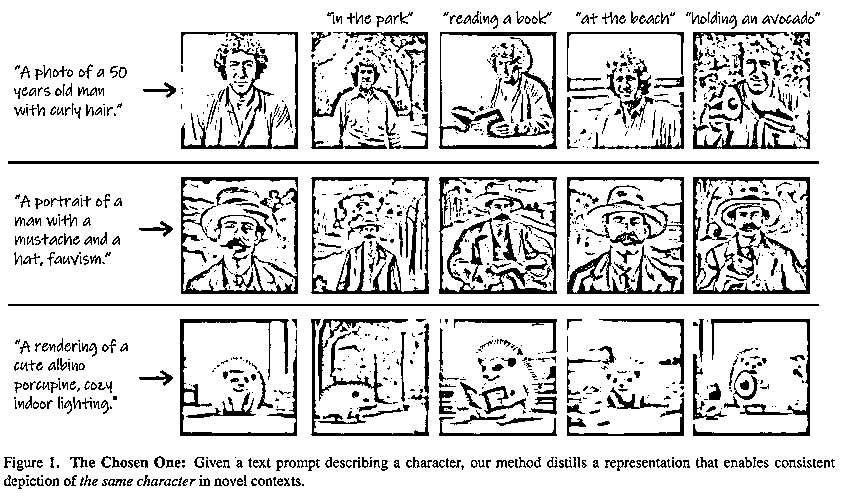 "in the park" "reading a book" "at the beach" "holding an avocado"
"A photo of a 50
years old man
with curly hair."
"A portrait of a
man with a
mustache and a
hat, fauvism."
"A rendering of a
cute albino
porcupine, cozy
indoor lighting."
Figure 1. The Chosen One: Given a text prompt describing a character, our method distills a representation that enables consistent
depiction of the same character in novel contexts.